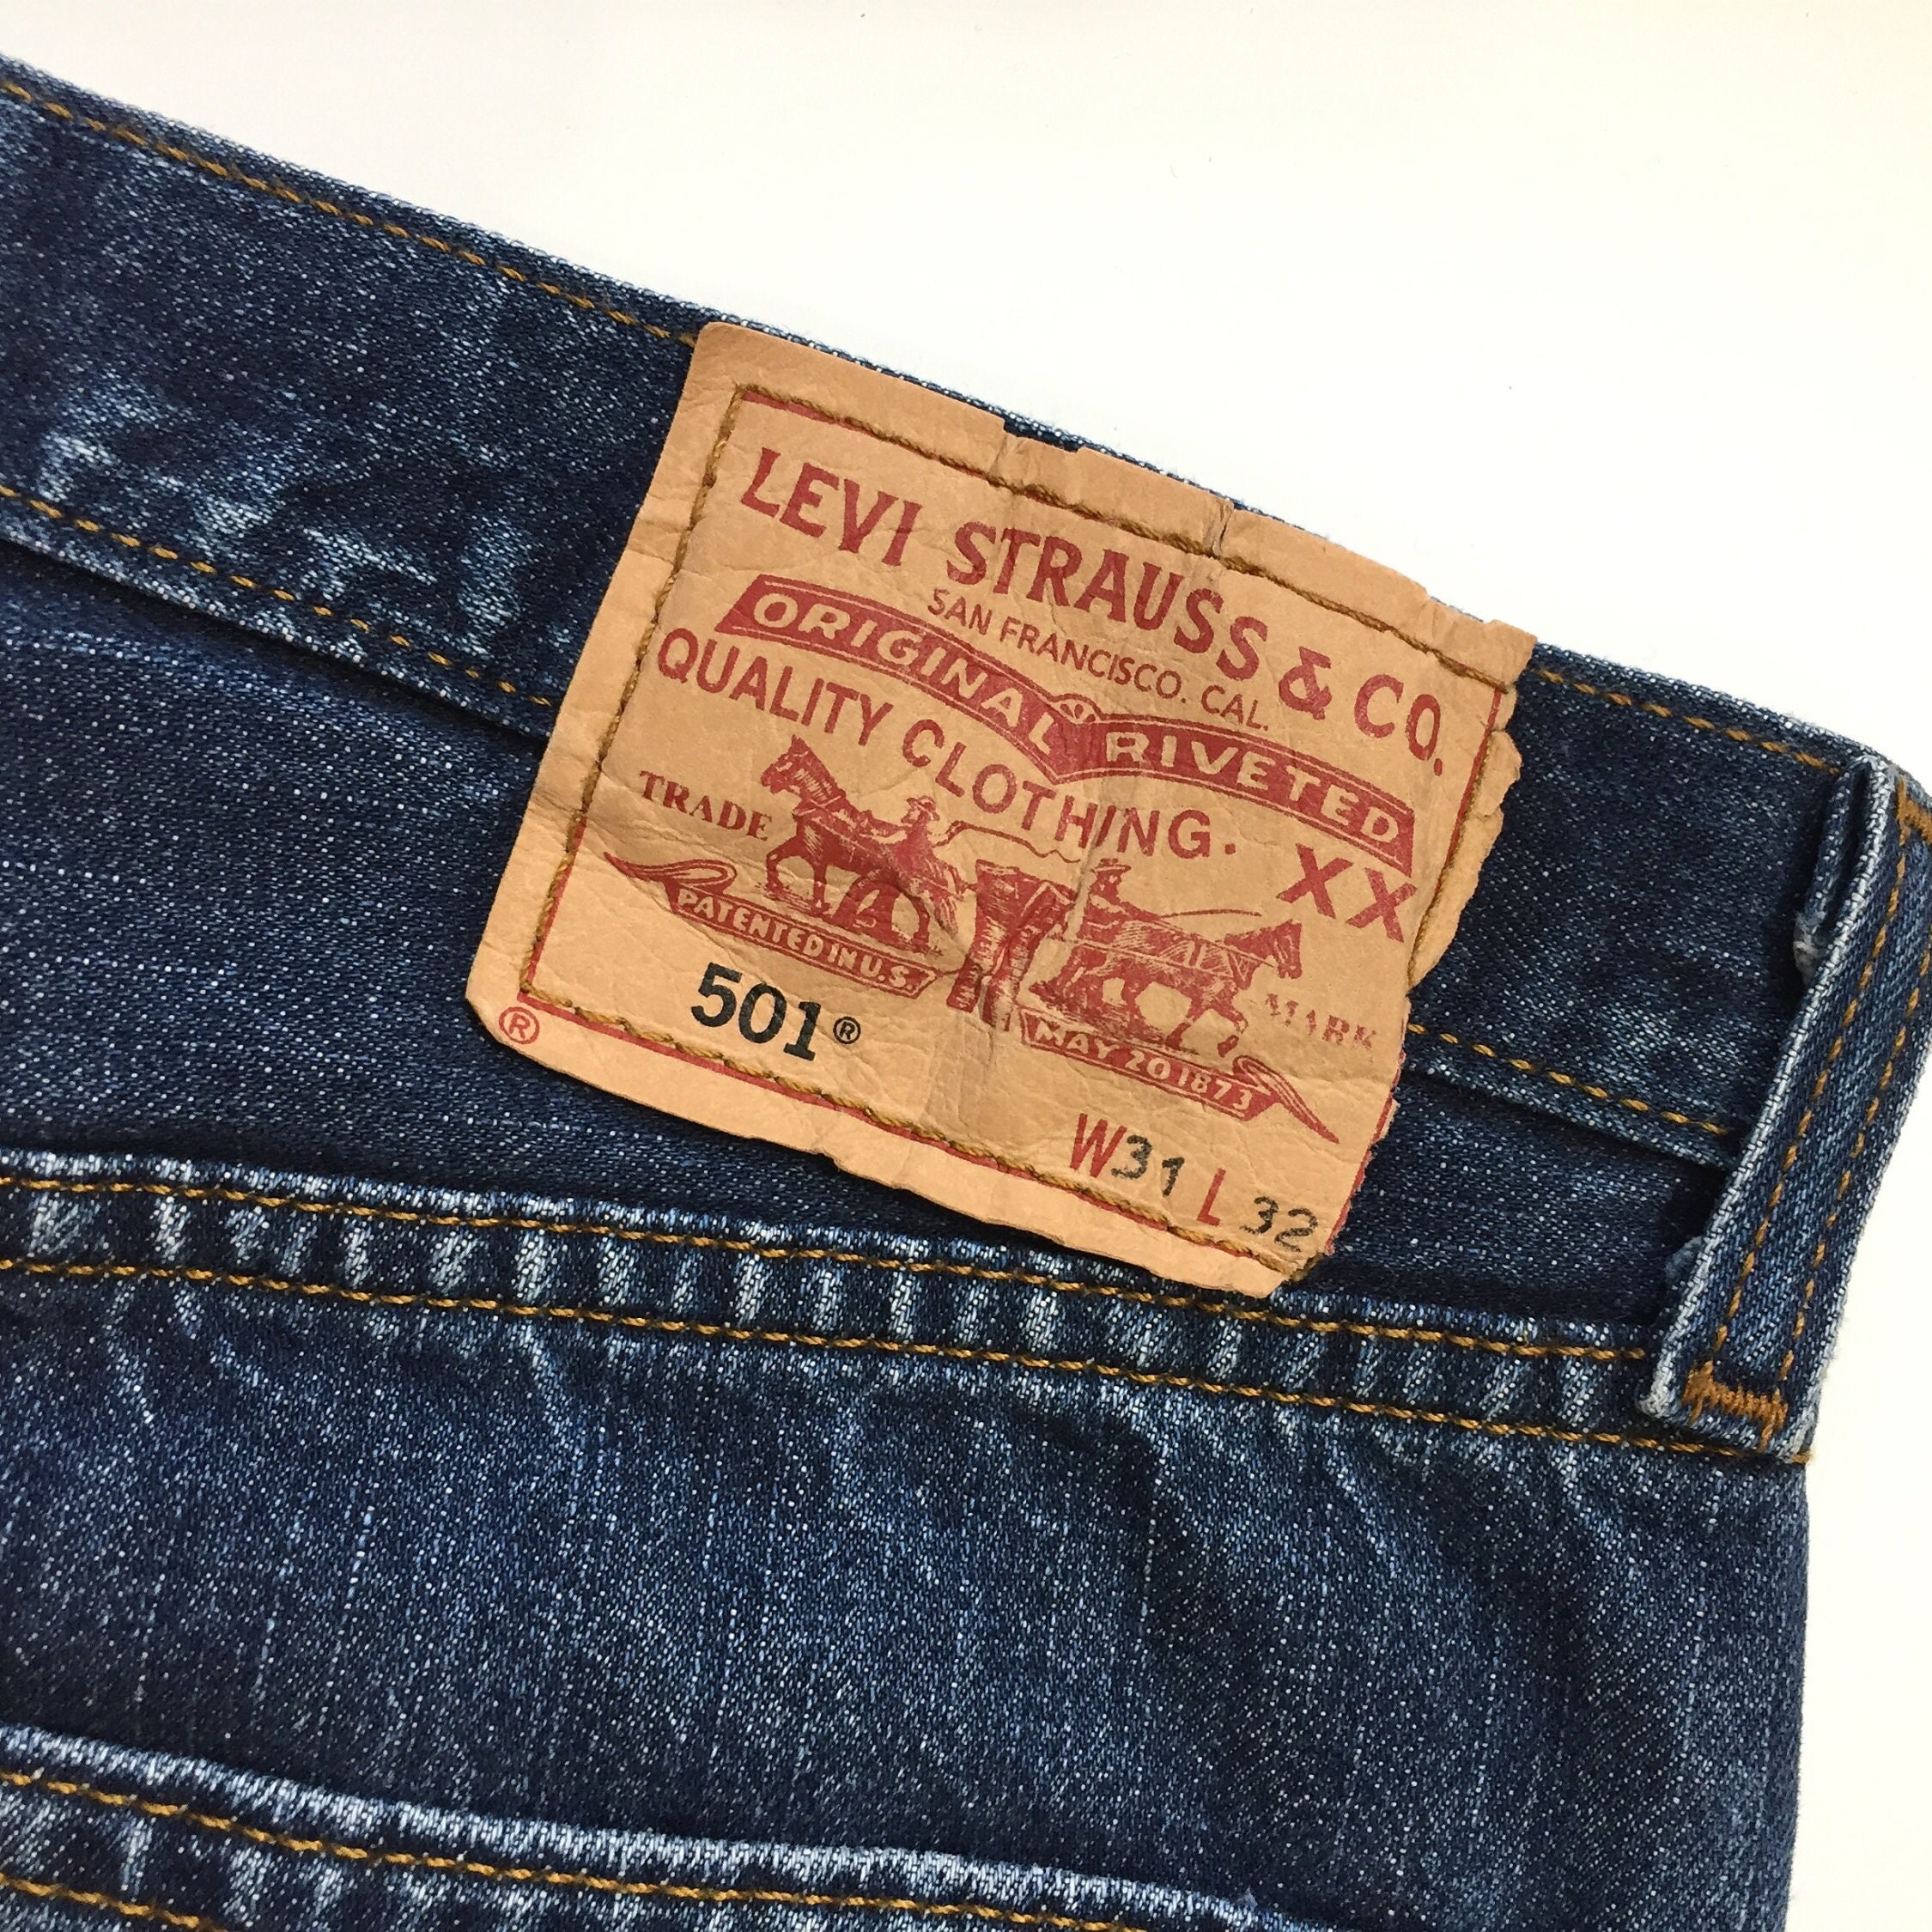 LEVI STRAUSS & CO.
SAN FRANCISCO. CAL.
ORIGINAL RIVETED
QUALITY CLOTHING. XX
TRADE MARK
PATENTED IN U.S. MAY 20 1873
501®
W31 L 32
®